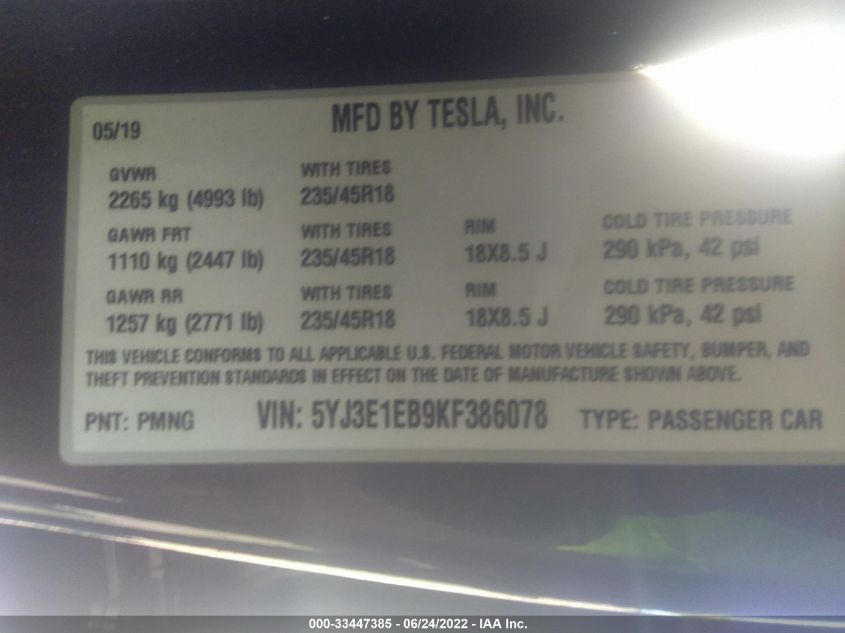 05/19
MFD BY TESLA, INC.
GVWR WITH TIRES
2265 kg (4993 lb) 235/45R18
GAWR FRT WITH TIRES RIM COLD TIRE PRESSURE
1110 kg (2447 lb) 235/45R18 18X8.5 J 290 kPa, 42 psi
GAWR RR WITH TIRES RIM COLD TIRE PRESSURE
1257 kg (2771 lb) 235/45R18 18X8.5 J 290 kPa, 42 psi
THIS VEHICLE CONFORMS TO ALL APPLICABLE U.S. FEDERAL MOTOR VEHICLE SAFETY, BUMPER, AND
THEFT PREVENTION STANDARDS IN EFFECT ON THE DATE OF MANUFACTURE SHOWN ABOVE.
PNT: PMNG VIN: 5YJ3E1EB9KF386078 TYPE: PASSENGER CAR
000-33447385 - 06/24/2022 - IAA Inc.